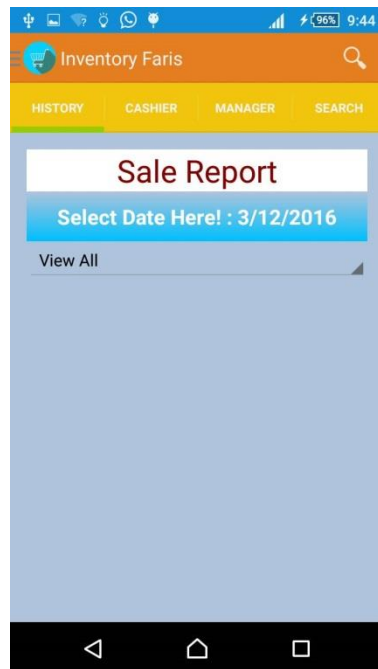 96% 9:44
Inventory Faris
HISTORY CASHIER MANAGER SEARCH
Sale Report
Select Date Here! : 3/12/2016
View All